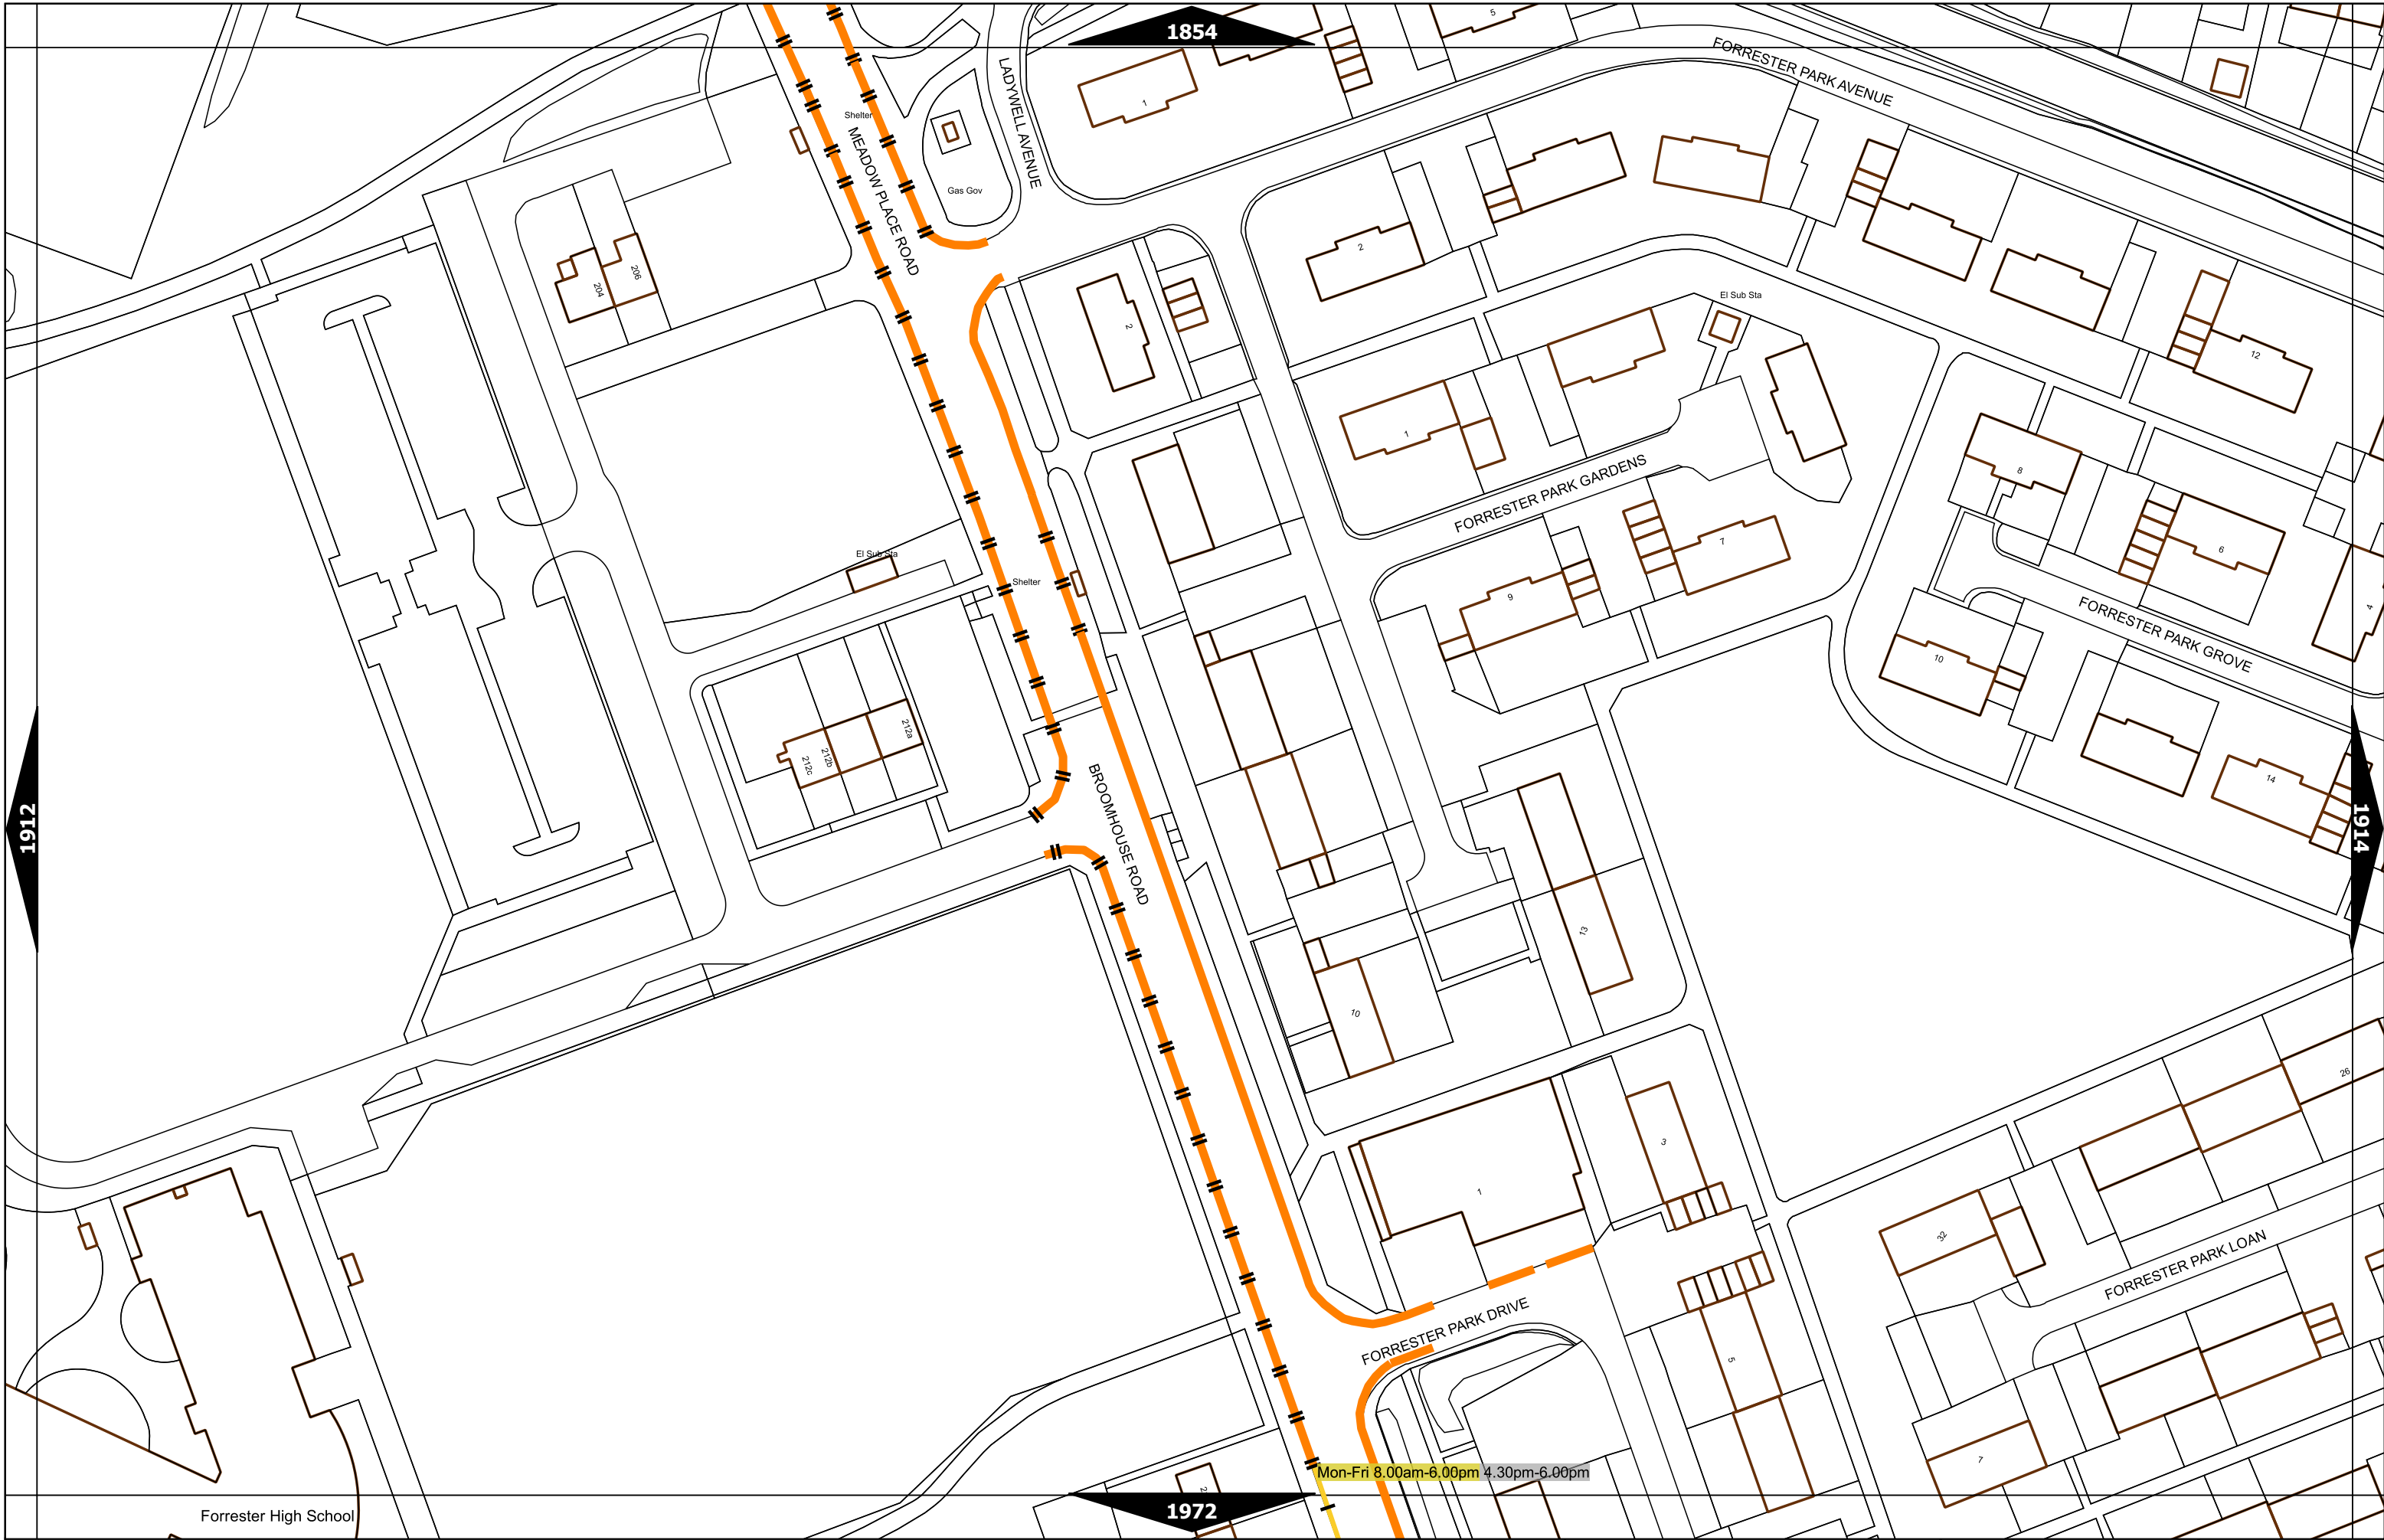 1854
5
FORRESTER PARK AVENUE
LADYWELL AVENUE
1
Shelter
MEADOW PLACE ROAD
Gas Gov
206
204
2
2
El Sub Sta
12
1
8
FORRESTER PARK GARDENS
7
6
El Sub Sta
Shelter
9
4
FORRESTER PARK GROVE
10
212a
212b
212c
14
1912
BROOMHOUSE ROAD
1914
13
10
26
3
1
32
FORRESTER PARK LOAN
FORRESTER PARK DRIVE
5
7
Mon-Fri 8.00am-6.00pm 4.30pm-6.00pm
2
Forrester High School
1972